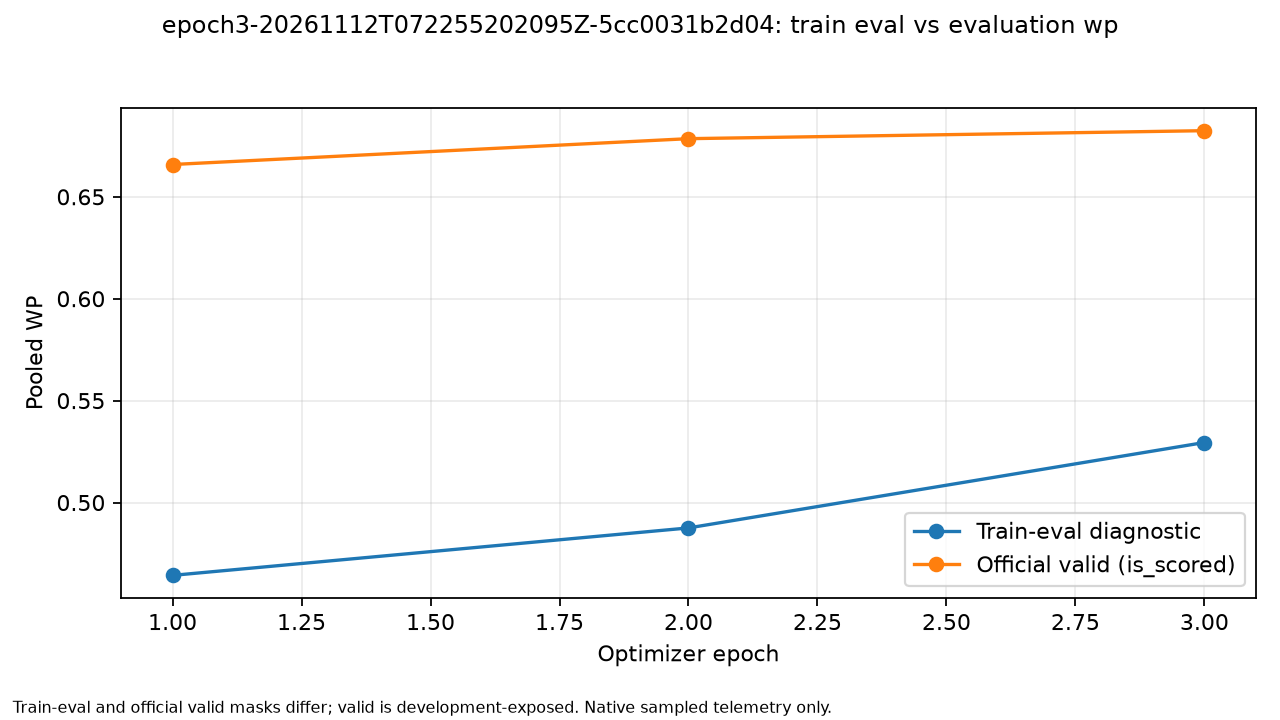 epoch3-20261112T072255202095Z-5cc0031b2d04: train eval vs evaluation wp
Pooled WP
0.65
0.60
0.55
0.50
Train-eval diagnostic
Official valid (is_scored)
1.00 1.25 1.50 1.75 2.00 2.25 2.50 2.75 3.00
Optimizer epoch
Train-eval and official valid masks differ; valid is development-exposed. Native sampled telemetry only.